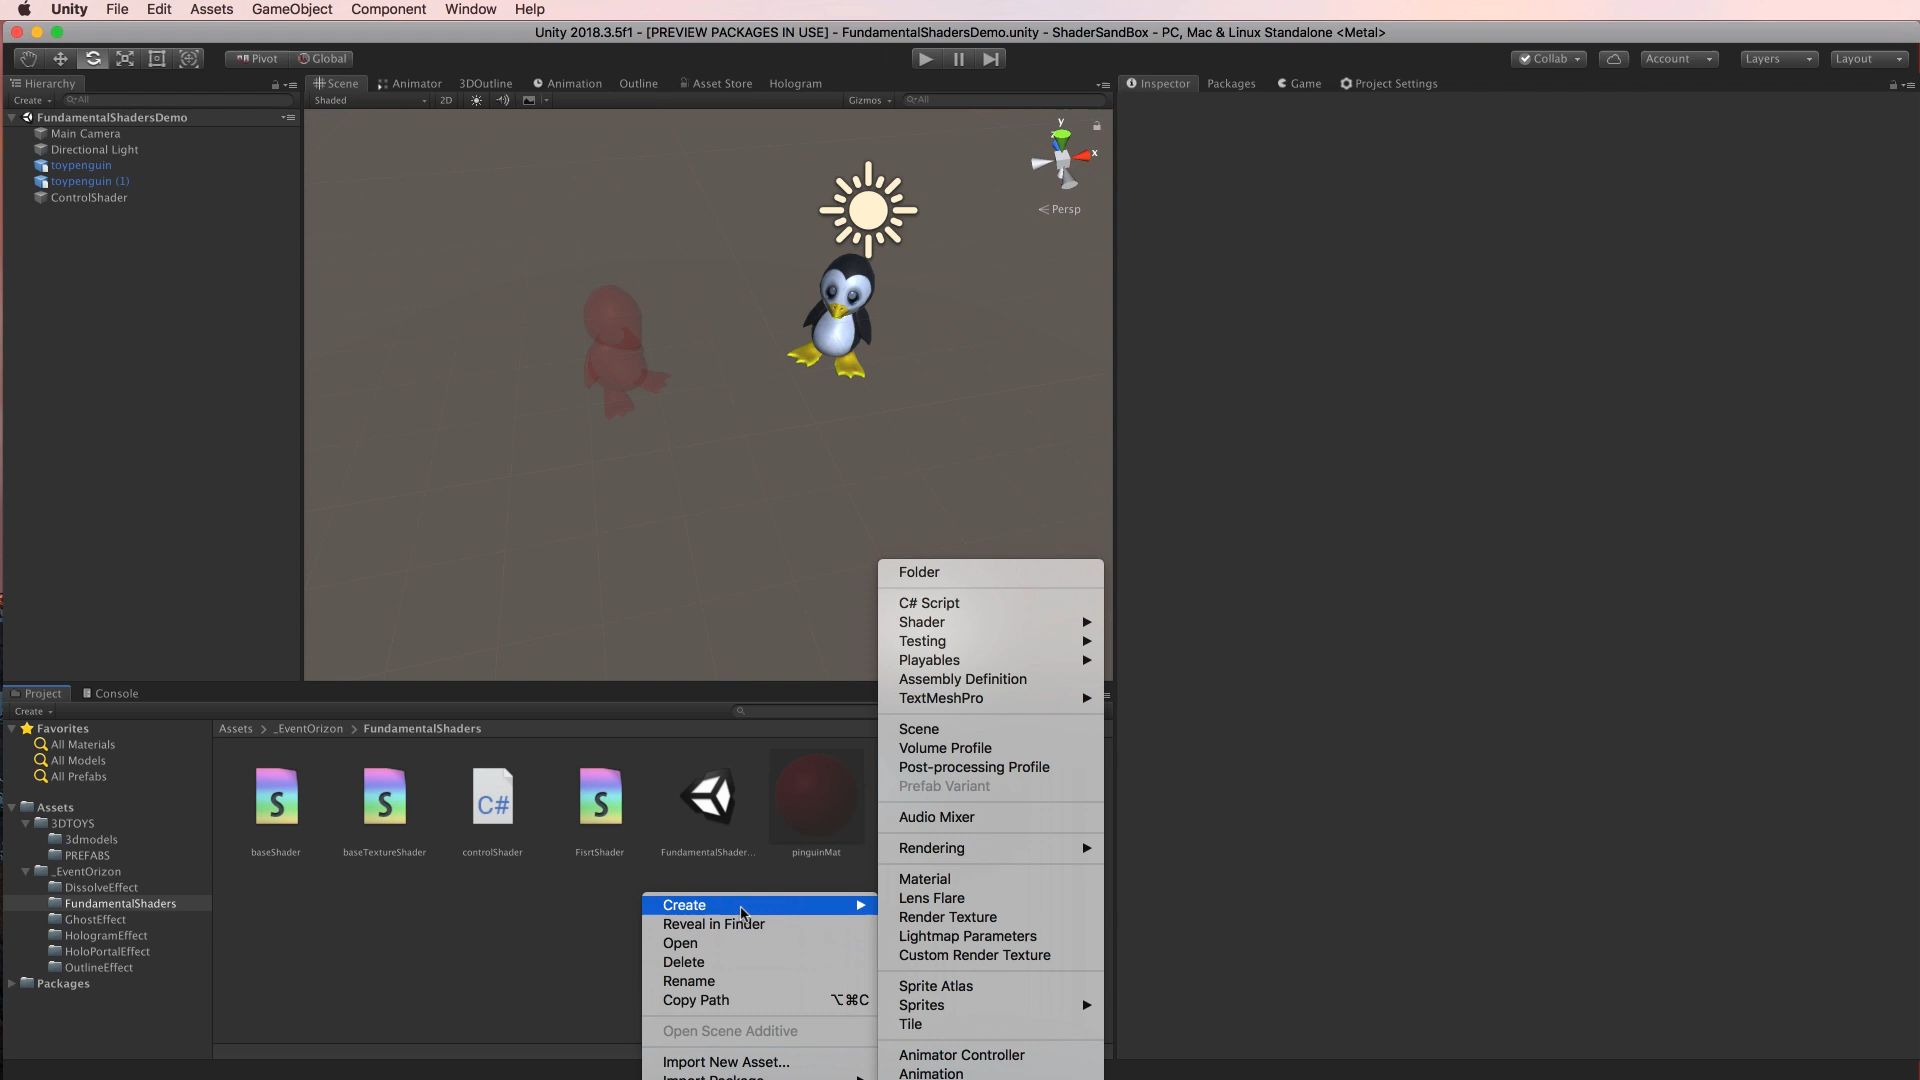 Unity File Edit Assets GameObject Component Window Help
Unity 2018.3.5f1 - [PREVIEW PACKAGES IN USE] - FundamentalShadersDemo.unity - ShaderSandBox - PC, Mac & Linux Standalone <Metal>
Pivot Global Collab Account Layers Layout
Hierarchy
Create All
FundamentalShadersDemo
Main Camera
Directional Light
toypenguin
toypenguin (1)
ControlShader
Scene Animator 3DOutline Animation Outline Asset Store Hologram
Shaded 2D Gizmos All
y
x
z
Persp
Inspector Packages Game Project Settings
Project Console
Create
Favorites
All Materials
All Models
All Prefabs
Assets
3DTOYS
3dmodels
PREFABS
_EventOrizon
DissolveEffect
FundamentalShaders
GhostEffect
HologramEffect
HoloPortalEffect
OutlineEffect
Packages
Assets > _EventOrizon > FundamentalShaders
S S C# S
baseShader baseTextureShader controlShader FisrtShader FundamentalShader... pinguinMat
Create
Reveal in Finder
Open
Delete
Rename
Copy Path ⌥⌘C
Open Scene Additive
Import New Asset...
Import Package
Folder
C# Script
Shader
Testing
Playables
Assembly Definition
TextMeshPro
Scene
Volume Profile
Post-processing Profile
Prefab Variant
Audio Mixer
Rendering
Material
Lens Flare
Render Texture
Lightmap Parameters
Custom Render Texture
Sprite Atlas
Sprites
Tile
Animator Controller
Animation